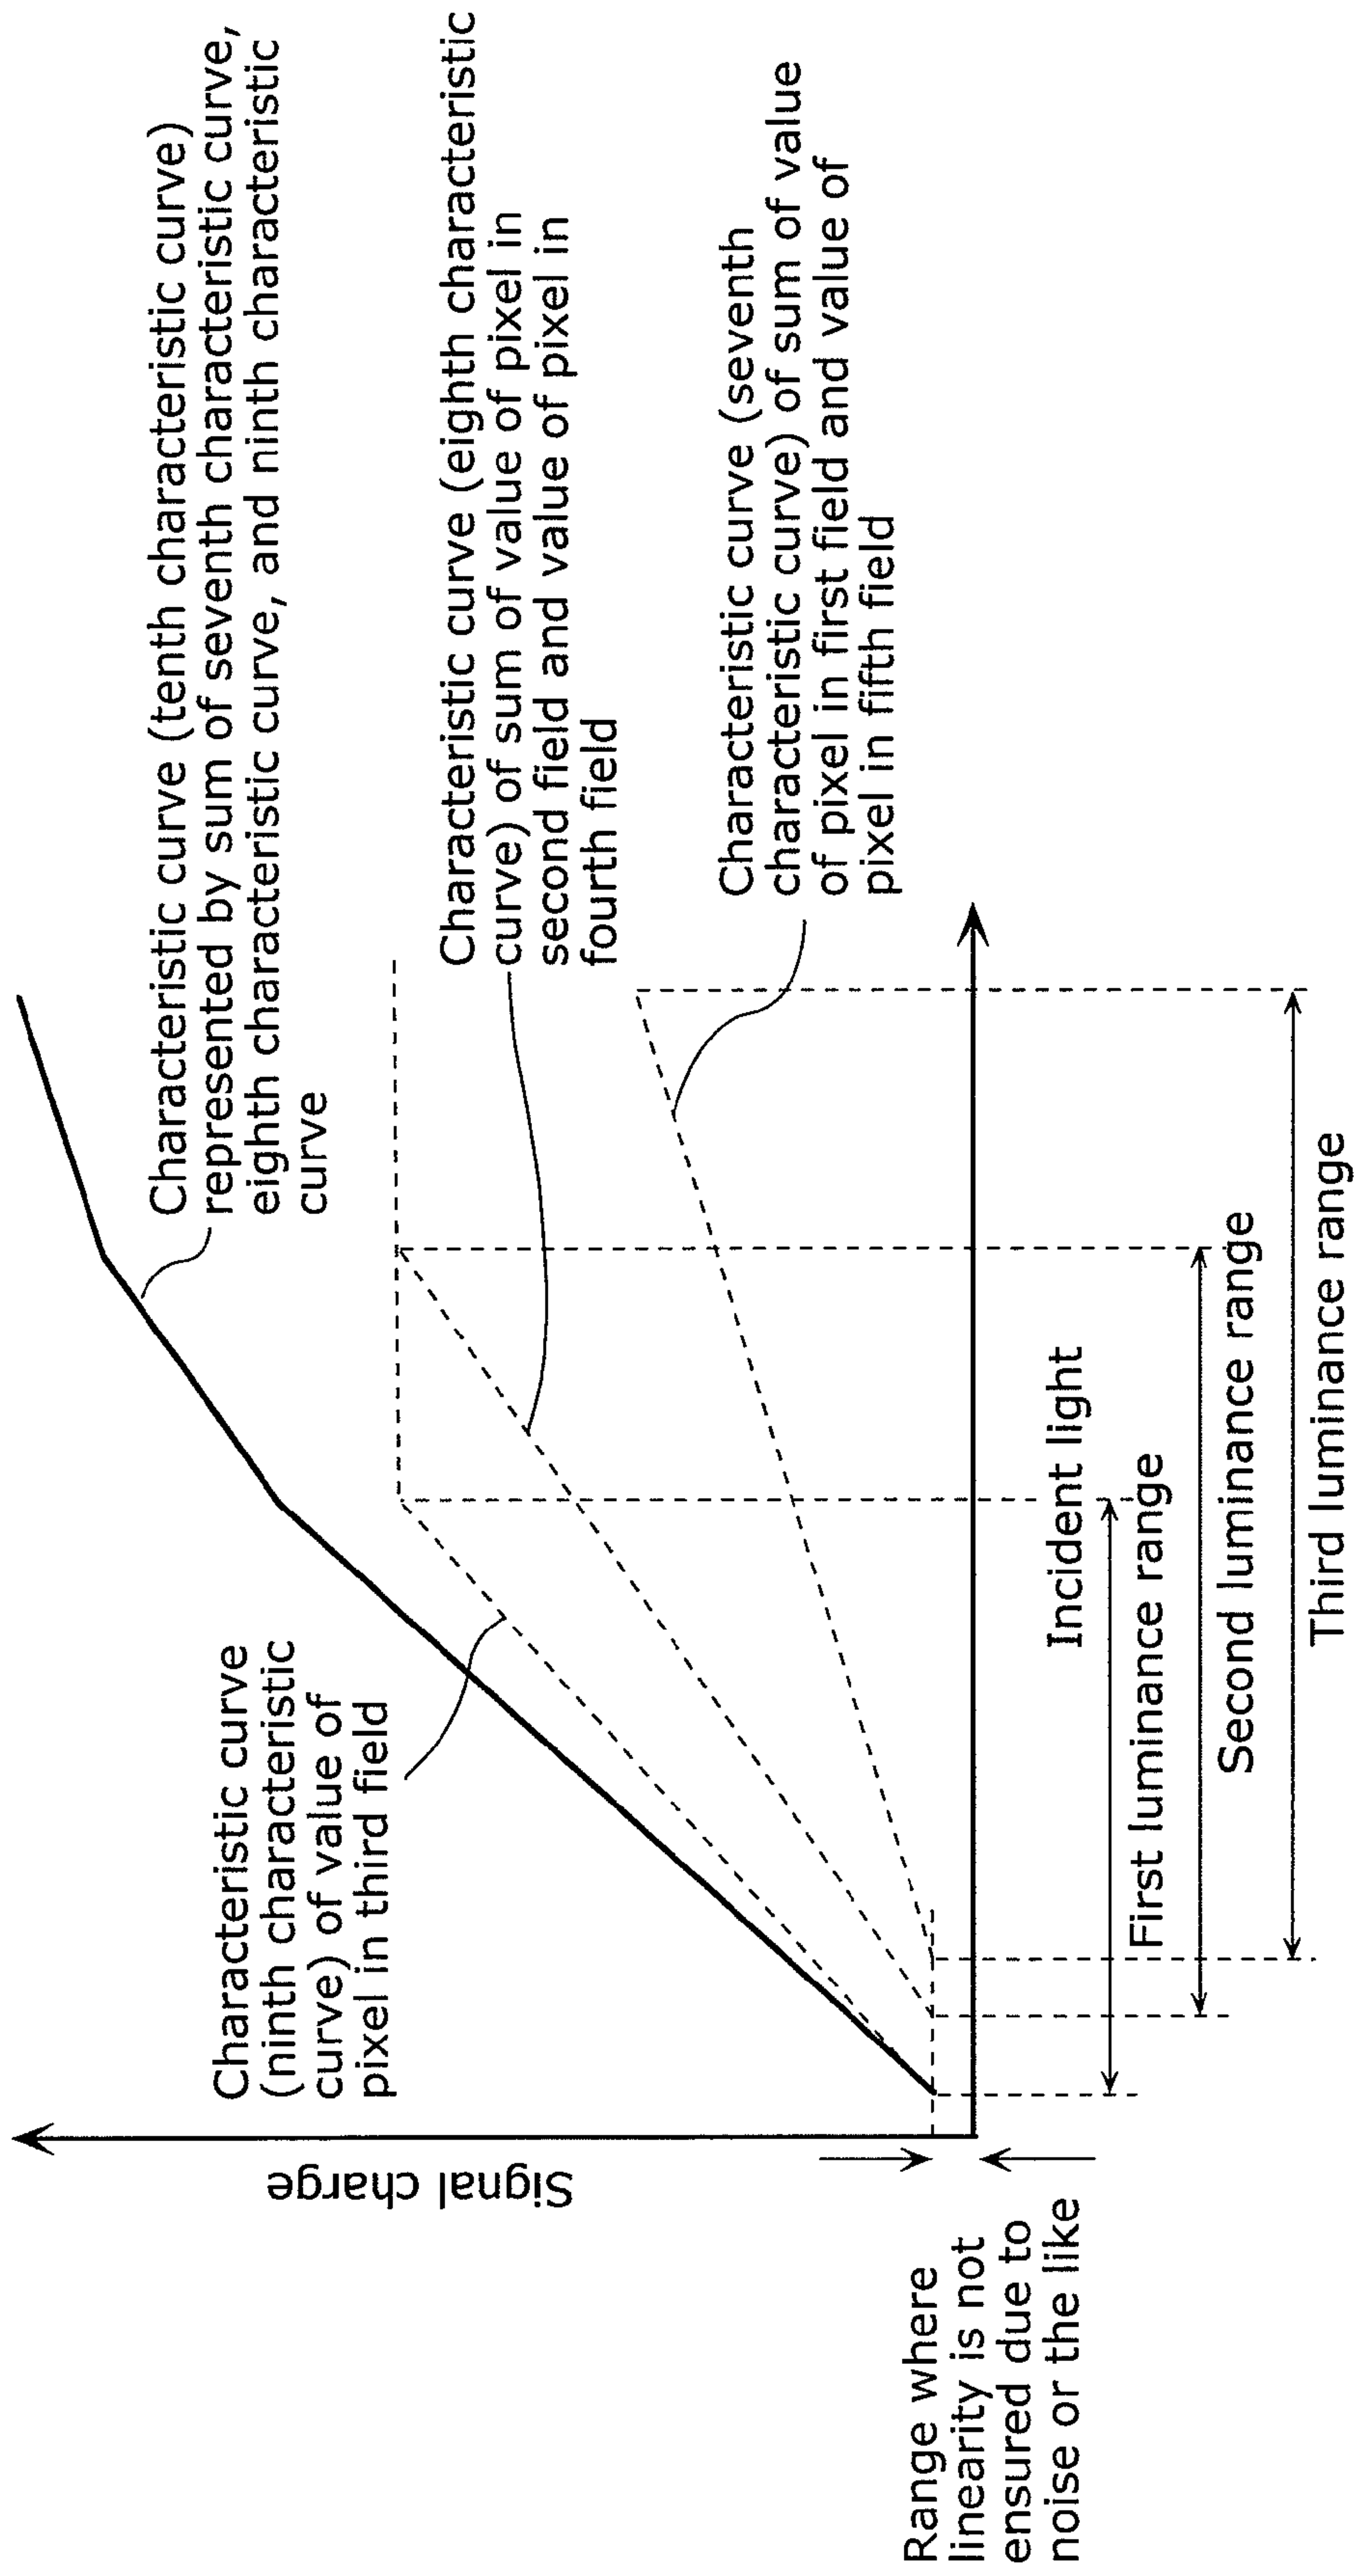 Characteristic curve (tenth characteristic curve)
represented by sum of seventh characteristic curve,
eighth characteristic curve, and ninth characteristic
curve
Characteristic curve
(ninth characteristic
curve) of value of
pixel in third field
Characteristic curve (eighth characteristic
curve) of sum of value of pixel in
second field and value of pixel in
fourth field
Characteristic curve (seventh
characteristic curve) of sum of value
of pixel in first field and value of
pixel in fifth field
Signal charge
Range where
linearity is not
ensured due to
noise or the like
Incident light
First luminance range
Second luminance range
Third luminance range